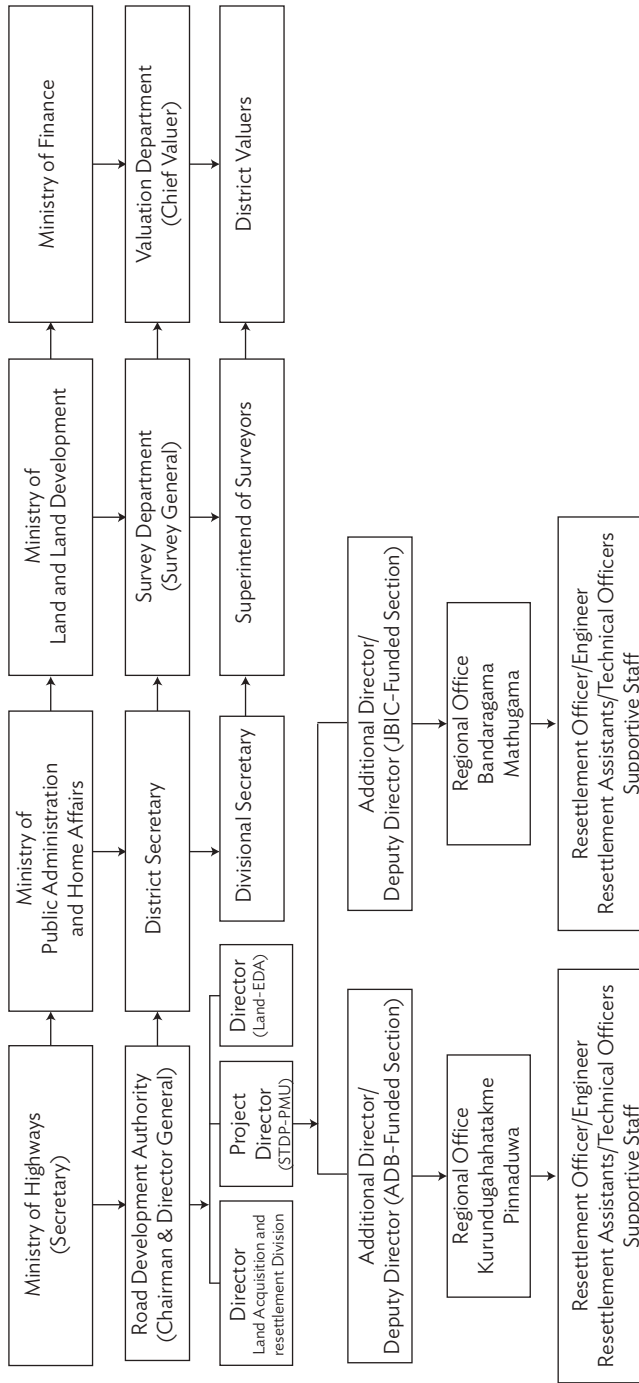 Ministry of Highways
(Secretary)
Ministry of
Public Administration
and Home Affairs
Ministry of
Land and Land Development
Ministry of Finance
Road Development Authority
(Chairman & Director General)
District Secretary
Survey Department
(Survey General)
Valuation Department
(Chief Valuer)
Director
Land Acquisition and
resettlement Division
Project
Director
(STDP-PMU)
Director
(Land-EDA)
Divisional Secretary
Superintend of Surveyors
District Valuers
Additional Director/
Deputy Director (ADB-Funded Section)
Additional Director/
Deputy Director (JBIC-Funded Section)
Regional Office
Kurundugahahatakme
Pinnaduwa
Regional Office
Bandaragama
Mathugama
Resettlement Officer/Engineer
Resettlement Assistants/Technical Officers
Supportive Staff
Resettlement Officer/Engineer
Resettlement Assistants/Technical Officers
Supportive Staff